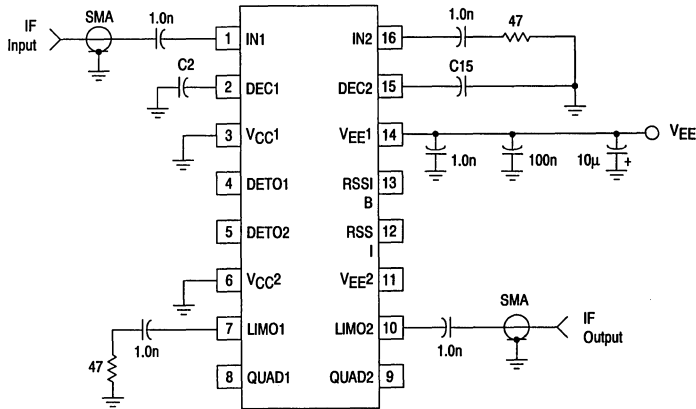 IF
Input
SMA
1.0n
1 IN1
C2
2 DEC1
3 VCC1
4 DETO1
5 DETO2
6 VCC2
7 LIMO1
1.0n
47
8 QUAD1
IN2 16
1.0n
47
DEC2 15
C15
VEE1 14
VEE
1.0n
100n
10µ
+
RSSI 13
B
RSS 12
I
VEE2 11
LIMO2 10
1.0n
SMA
IF
Output
QUAD2 9